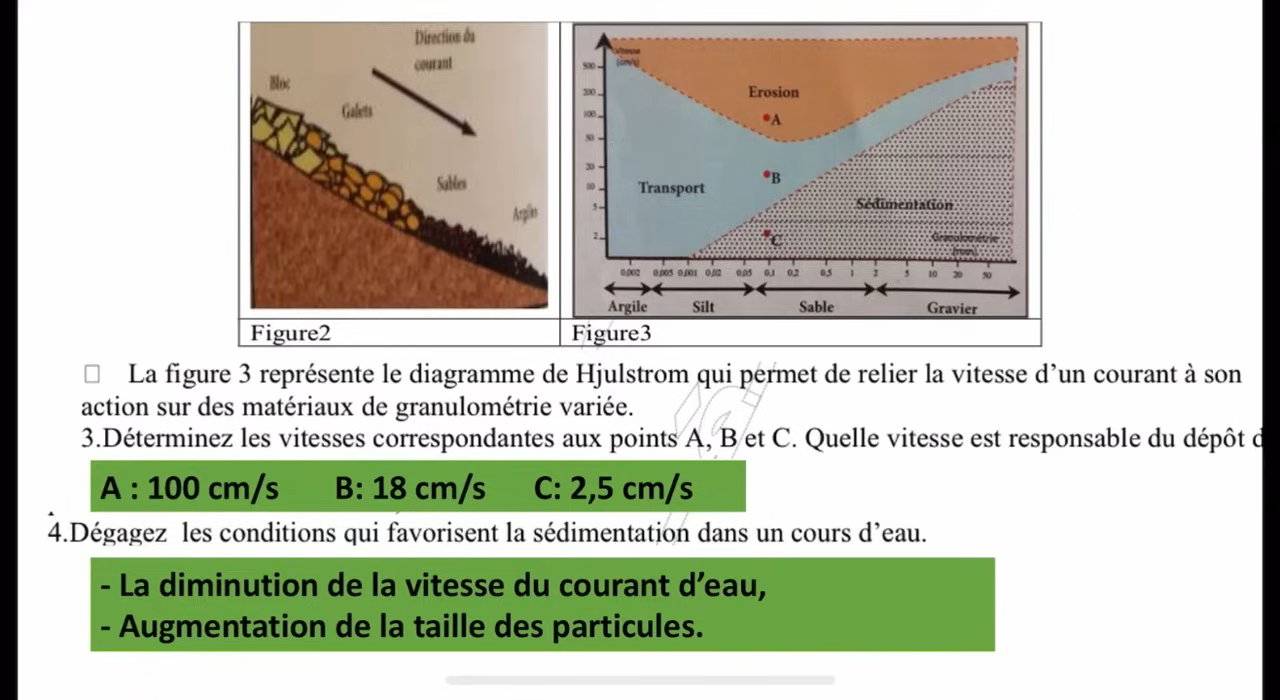 Direction du
courant
Bloc
Galets
Sables
Argile
Figure2
Vitesse
(cm/s)
500
200
100
50
20
10
5
2
Erosion
A
B
Transport
Sédimentation
C
Granulométrie
(mm)
0,002 0,005 0,001 0,02 0,05 0,1 0,2 0,5 1 2 5 10 20 50
Argile Silt Sable Gravier
Figure3
La figure 3 représente le diagramme de Hjulstrom qui pérmet de relier la vitesse d’un courant à son
action sur des matériaux de granulométrie variée.
3.Déterminez les vitesses correspondantes aux points A, B et C. Quelle vitesse est responsable du dépôt d
A : 100 cm/s B: 18 cm/s C: 2,5 cm/s
4.Dégagez les conditions qui favorisent la sédimentation dans un cours d’eau.
- La diminution de la vitesse du courant d’eau,
- Augmentation de la taille des particules.